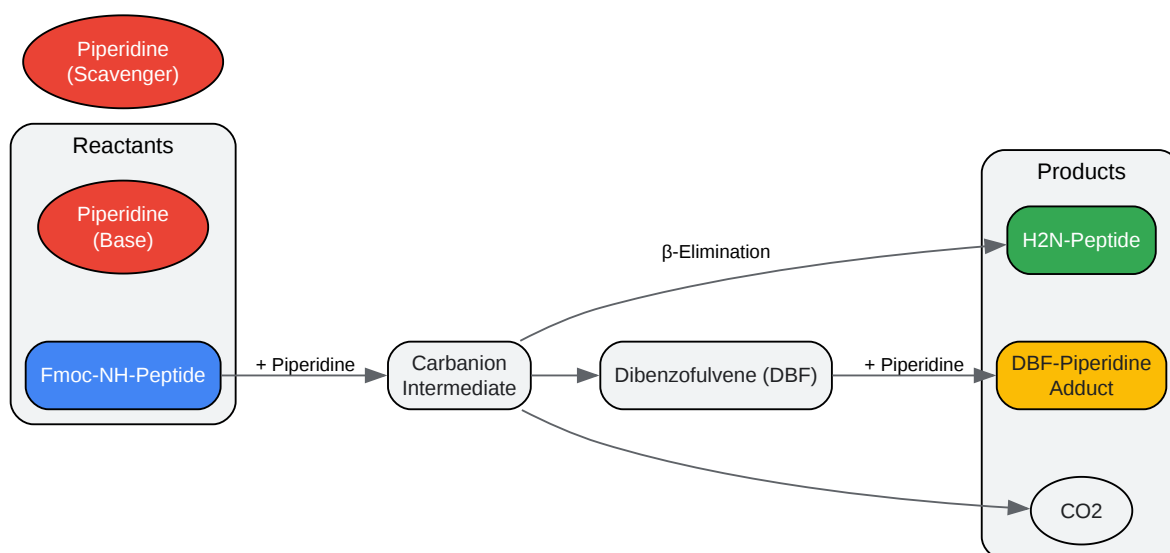 Piperidine
(Scavenger)
Reactants
Piperidine
(Base)
Fmoc-NH-Peptide
+ Piperidine
Carbanion
Intermediate
β-Elimination
Dibenzofulvene (DBF)
+ Piperidine
Products
H2N-Peptide
DBF-Piperidine
Adduct
CO2